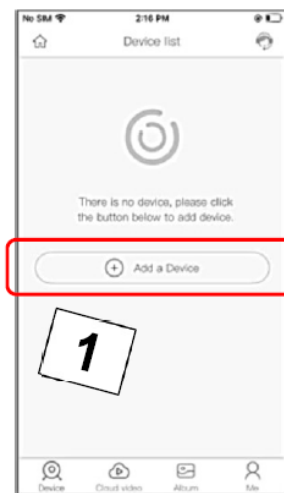 No SIM 2:16 PM
Device list
There is no device, please click
the button below to add device.
Add a Device
1
Device Cloud video Album Me